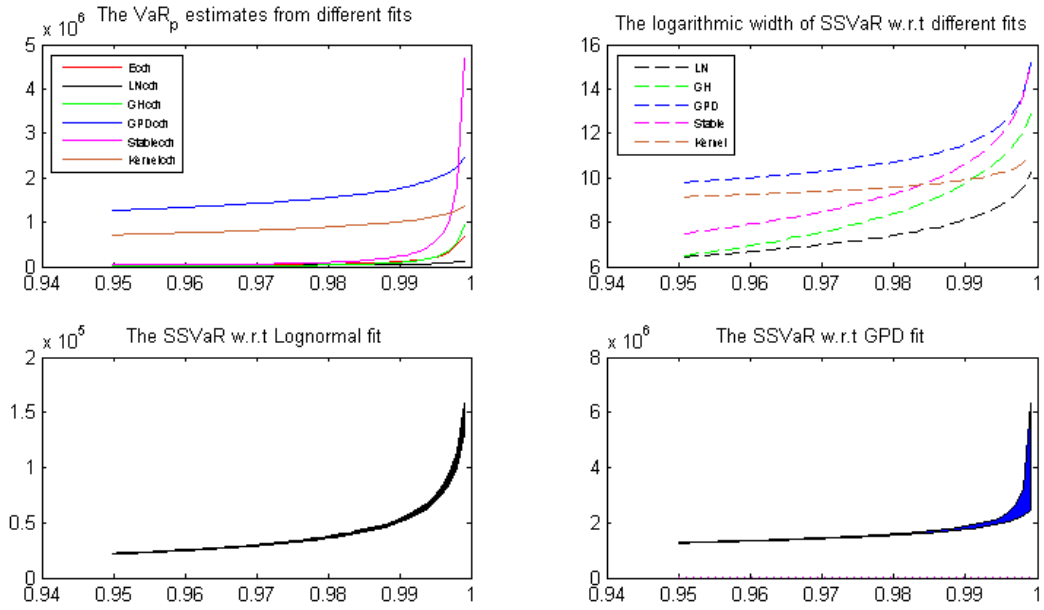 The VaRp estimates from different fits
x 10^6
5
4
3
2
1
0
0.94 0.95 0.96 0.97 0.98 0.99 1
Ecdf
LNcdf
GHcdf
GPDcdf
Stablecdf
Kernelcdf
The logarithmic width of SSVaR w.r.t different fits
16
14
12
10
8
6
0.94 0.95 0.96 0.97 0.98 0.99 1
LN
GH
GPD
Stable
Kernel
The SSVaR w.r.t Lognormal fit
x 10^5
2
1.5
1
0.5
0
0.94 0.95 0.96 0.97 0.98 0.99 1
The SSVaR w.r.t GPD fit
x 10^6
8
6
4
2
0
0.94 0.95 0.96 0.97 0.98 0.99 1